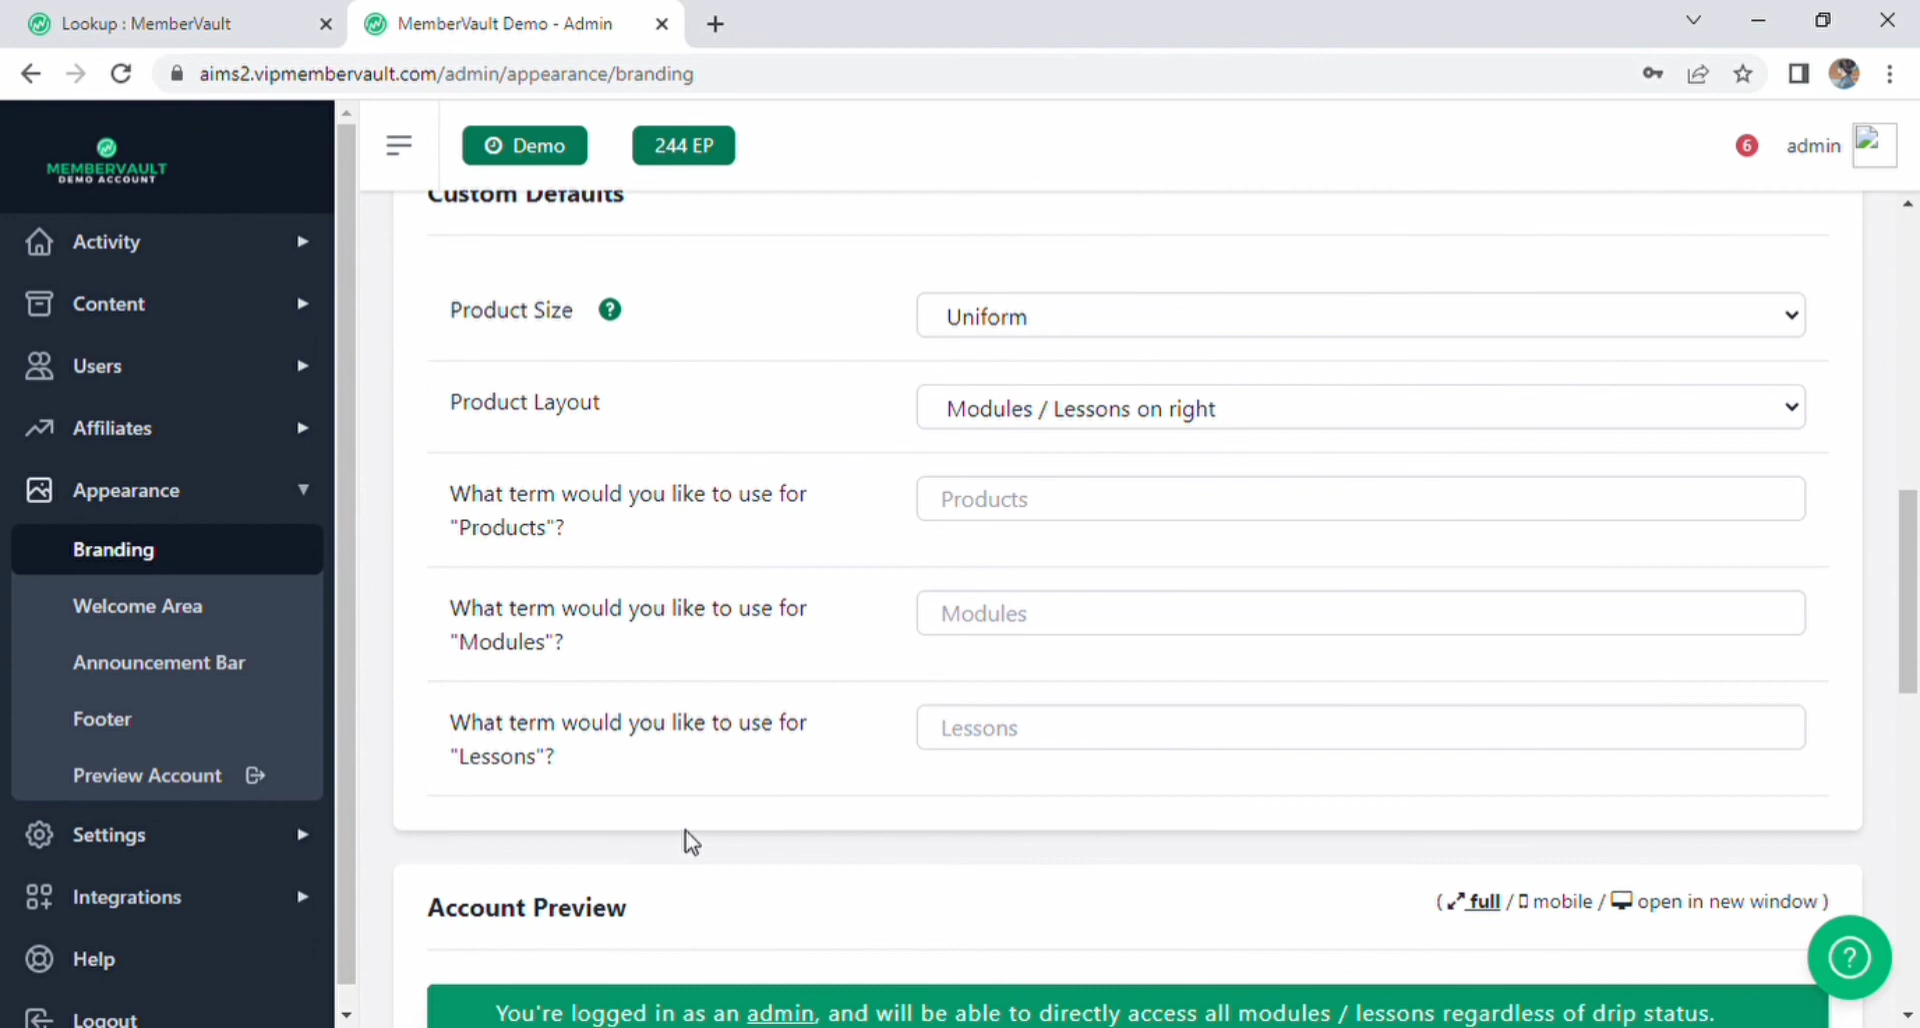 Lookup : MemberVault
MemberVault Demo - Admin
aims2.vipmembervault.com/admin/appearance/branding
MEMBERVAULT
DEMO ACCOUNT
Demo
244 EP
6
admin
Activity
Content
Users
Affiliates
Appearance
Branding
Welcome Area
Announcement Bar
Footer
Preview Account
Settings
Integrations
Help
Logout
Custom Defaults
Product Size ?
Uniform
Product Layout
Modules / Lessons on right
What term would you like to use for
"Products"?
Products
What term would you like to use for
"Modules"?
Modules
What term would you like to use for
"Lessons"?
Lessons
Account Preview
( full / mobile / open in new window )
?
You're logged in as an admin, and will be able to directly access all modules / lessons regardless of drip status.